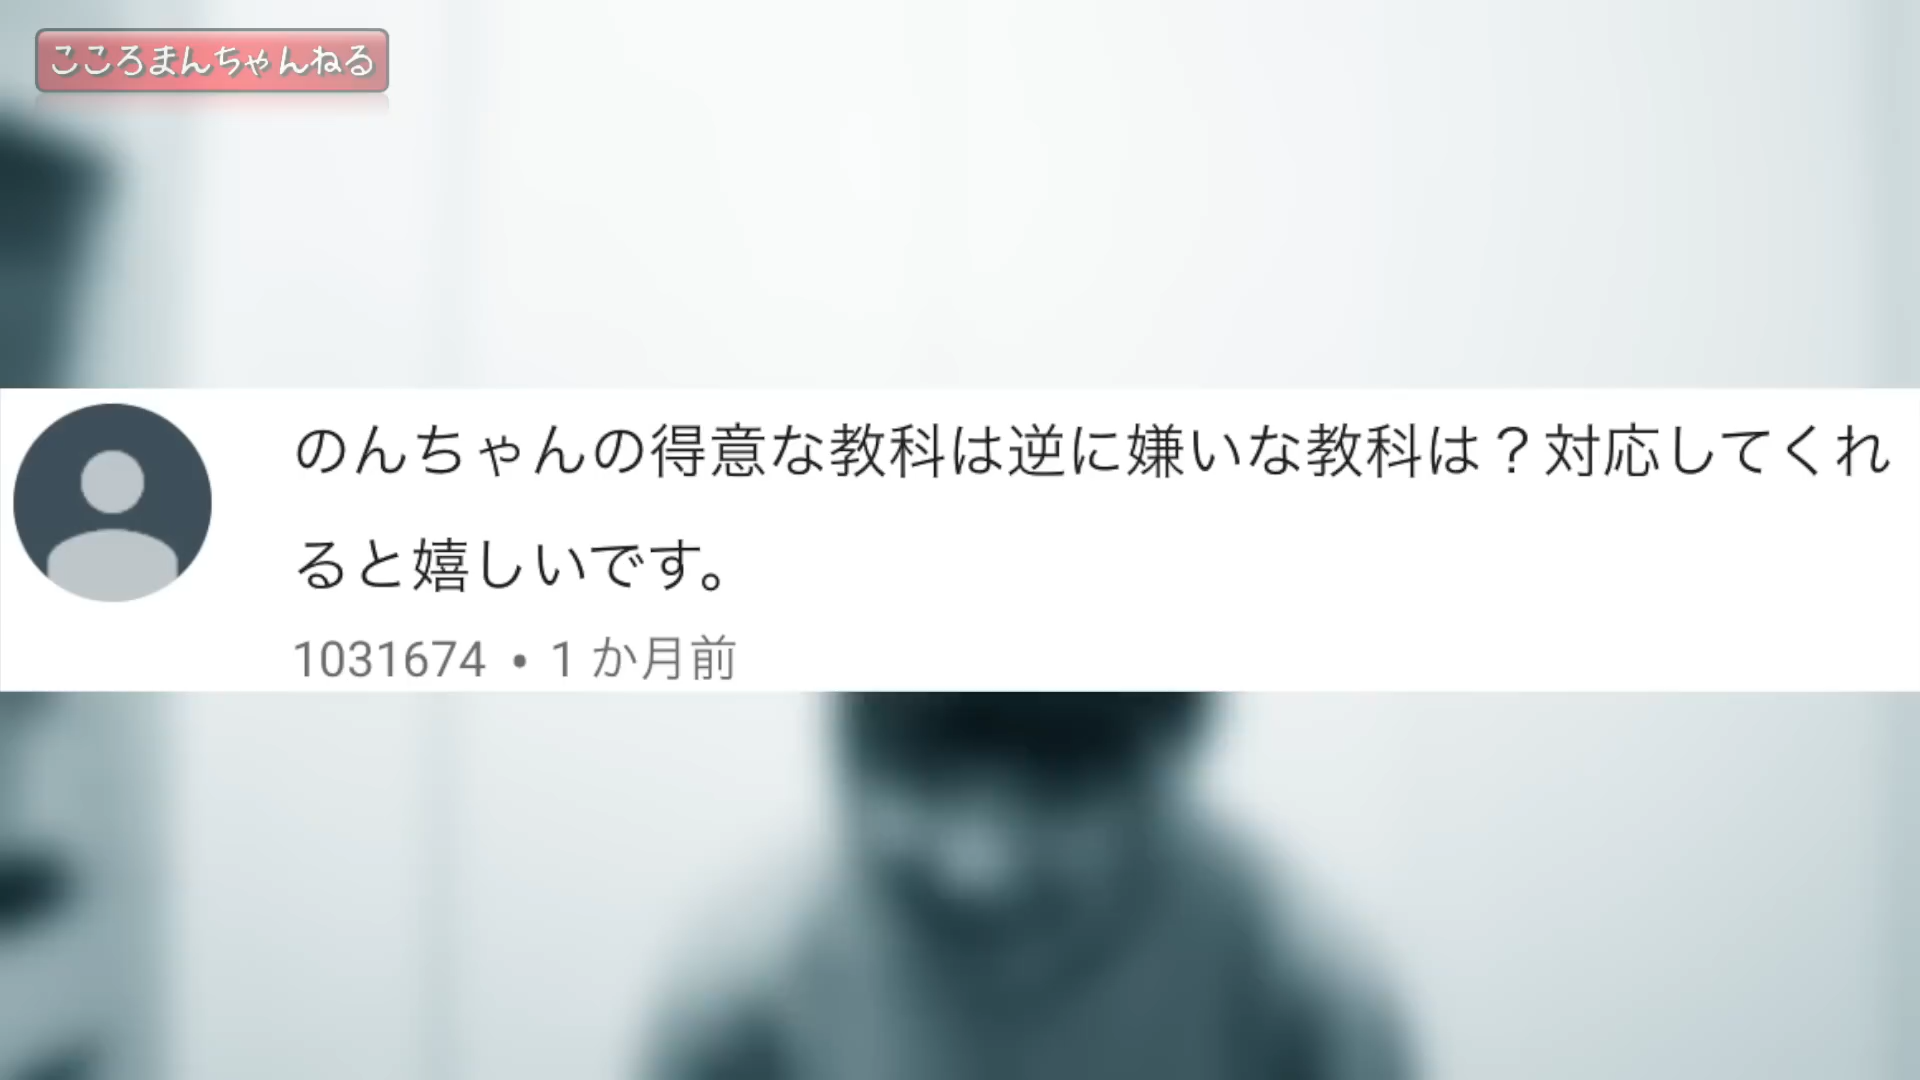 こころまんちゃんねる
のんちゃんの得意な教科は逆に嫌いな教科は？対応してくれ
ると嬉しいです。
1031674 • 1 か月前